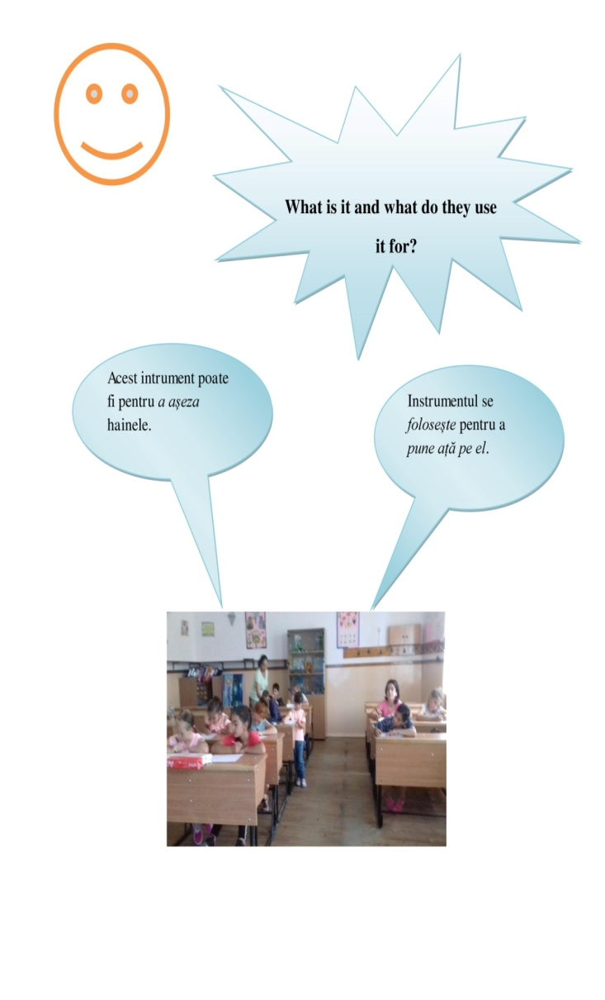 What is it and what do they use
it for?
Acest intrument poate
fi pentru a așeza
hainele.
Instrumentul se
folosește pentru a
pune ață pe el.